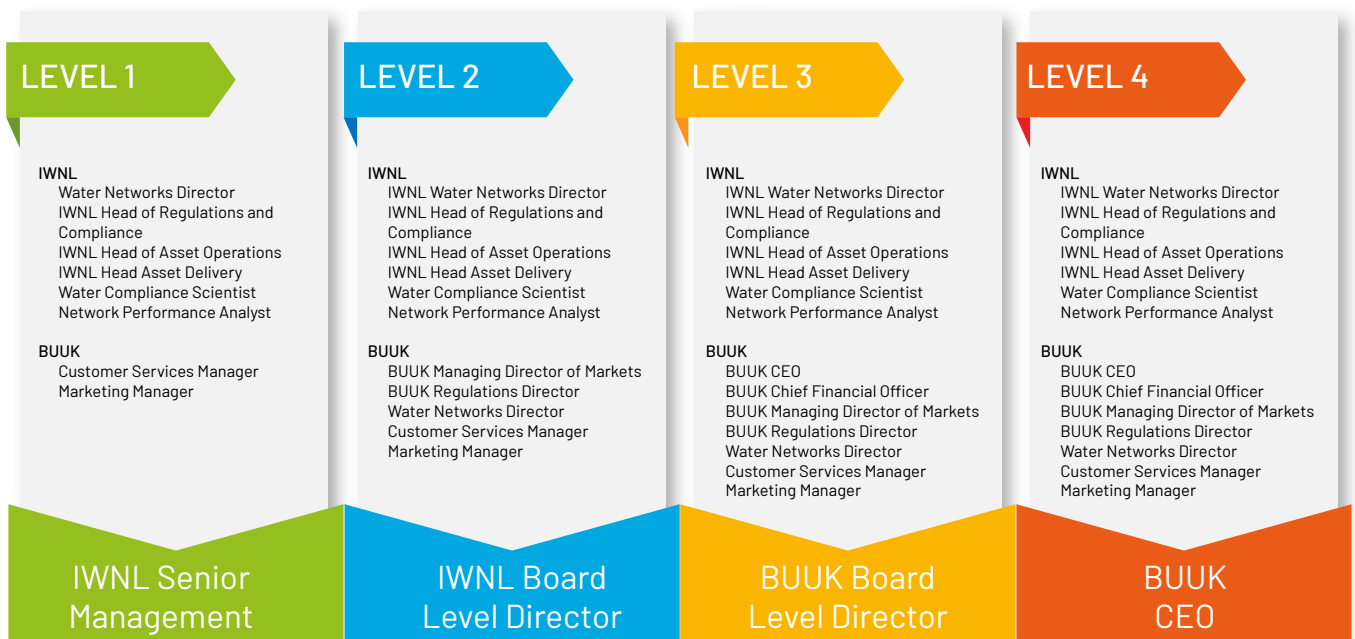 LEVEL 1
IWNL
Water Networks Director
IWNL Head of Regulations and
Compliance
IWNL Head of Asset Operations
IWNL Head Asset Delivery
Water Compliance Scientist
Network Performance Analyst
BUUK
Customer Services Manager
Marketing Manager
IWNL Senior
Management
LEVEL 2
IWNL
IWNL Water Networks Director
IWNL Head of Regulations and
Compliance
IWNL Head of Asset Operations
IWNL Head Asset Delivery
Water Compliance Scientist
Network Performance Analyst
BUUK
BUUK Managing Director of Markets
BUUK Regulations Director
Water Networks Director
Customer Services Manager
Marketing Manager
IWNL Board
Level Director
LEVEL 3
IWNL
IWNL Water Networks Director
IWNL Head of Regulations and
Compliance
IWNL Head of Asset Operations
IWNL Head Asset Delivery
Water Compliance Scientist
Network Performance Analyst
BUUK
BUUK CEO
BUUK Chief Financial Officer
BUUK Managing Director of Markets
BUUK Regulations Director
Water Networks Director
Customer Services Manager
Marketing Manager
BUUK Board
Level Director
LEVEL 4
IWNL
IWNL Water Networks Director
IWNL Head of Regulations and
Compliance
IWNL Head of Asset Operations
IWNL Head Asset Delivery
Water Compliance Scientist
Network Performance Analyst
BUUK
BUUK CEO
BUUK Chief Financial Officer
BUUK Managing Director of Markets
BUUK Regulations Director
Water Networks Director
Customer Services Manager
Marketing Manager
BUUK
CEO